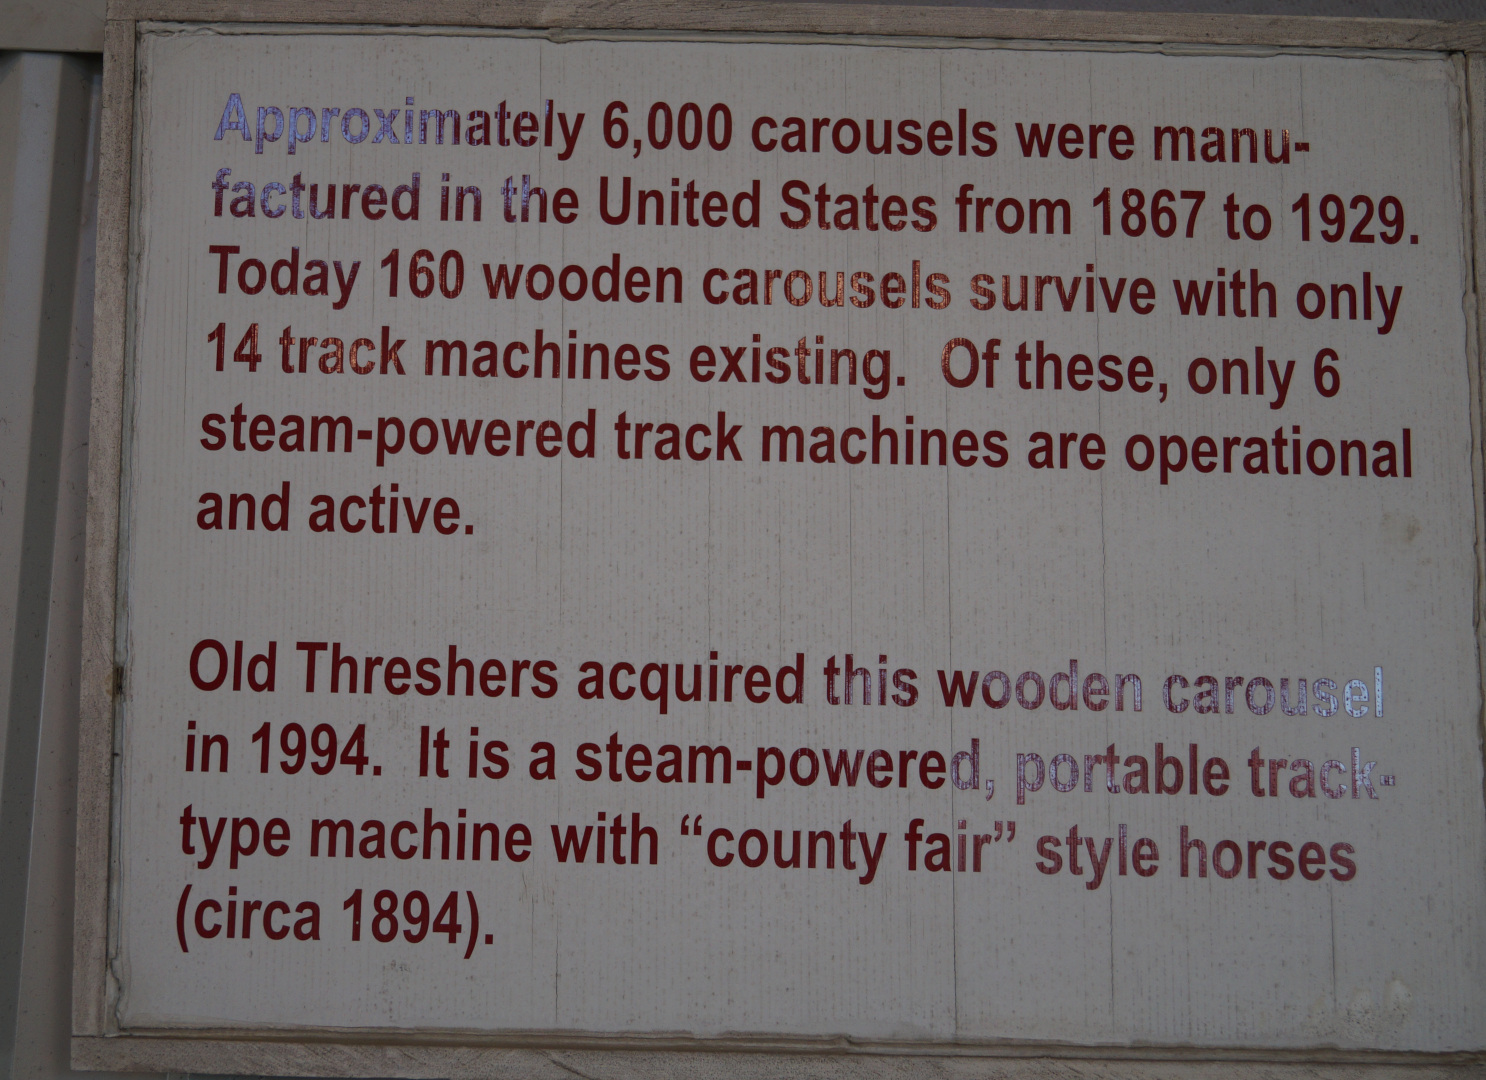 Approximately 6,000 carousels were manu-
factured in the United States from 1867 to 1929.
Today 160 wooden carousels survive with only
14 track machines existing.  Of these, only 6
steam-powered track machines are operational
and active.
Old Threshers acquired this wooden carousel
in 1994.  It is a steam-powered, portable track-
type machine with “county fair” style horses
(circa 1894).